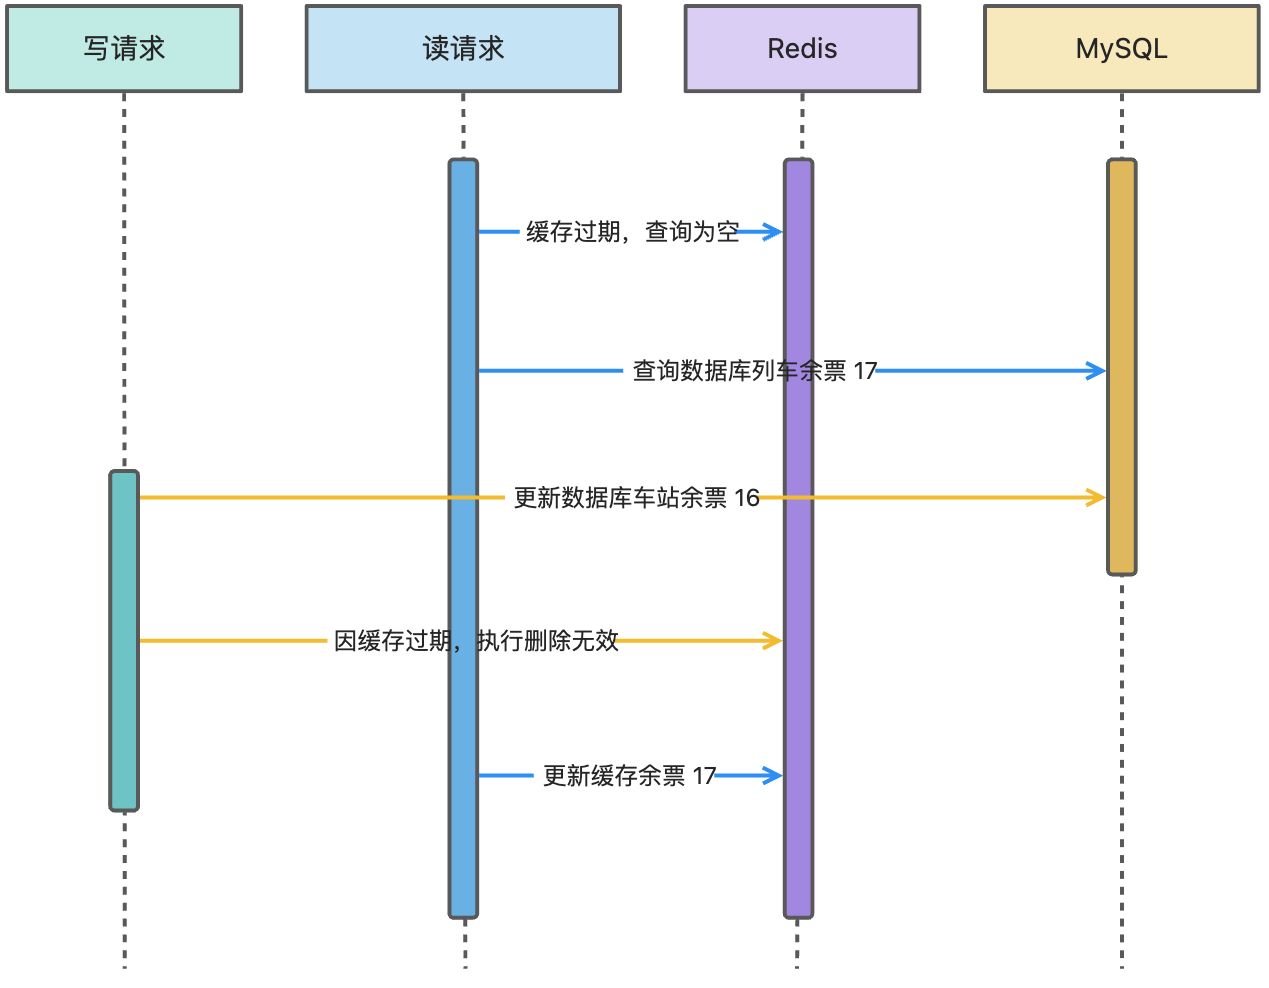 写请求
读请求
Redis
MySQL
缓存过期，查询为空
查询数据库列车余票 17
更新数据库车站余票 16
因缓存过期，执行删除无效
更新缓存余票 17